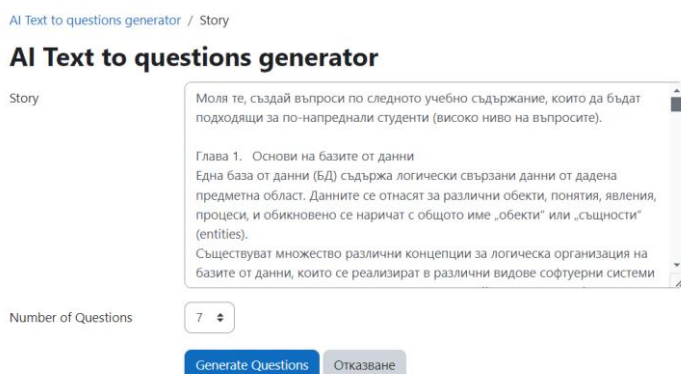 AI Text to questions generator / Story
AI Text to questions generator
Story
Моля те, създай въпроси по следното учебно съдържание, които да бъдат
подходящи за по-напреднали студенти (високо ниво на въпросите).
Глава 1. Основи на базите от данни
Една база от данни (БД) съдържа логически свързани данни от дадена
предметна област. Данните се отнасят за различни обекти, понятия, явления,
процеси, и обикновено се наричат с общото име „обекти“ или „същности“
(entities).
Съществуват множество различни концепции за логическа организация на
базите от данни, които се реализират в различни видове софтуерни системи
Number of Questions
7
Generate Questions Отказване